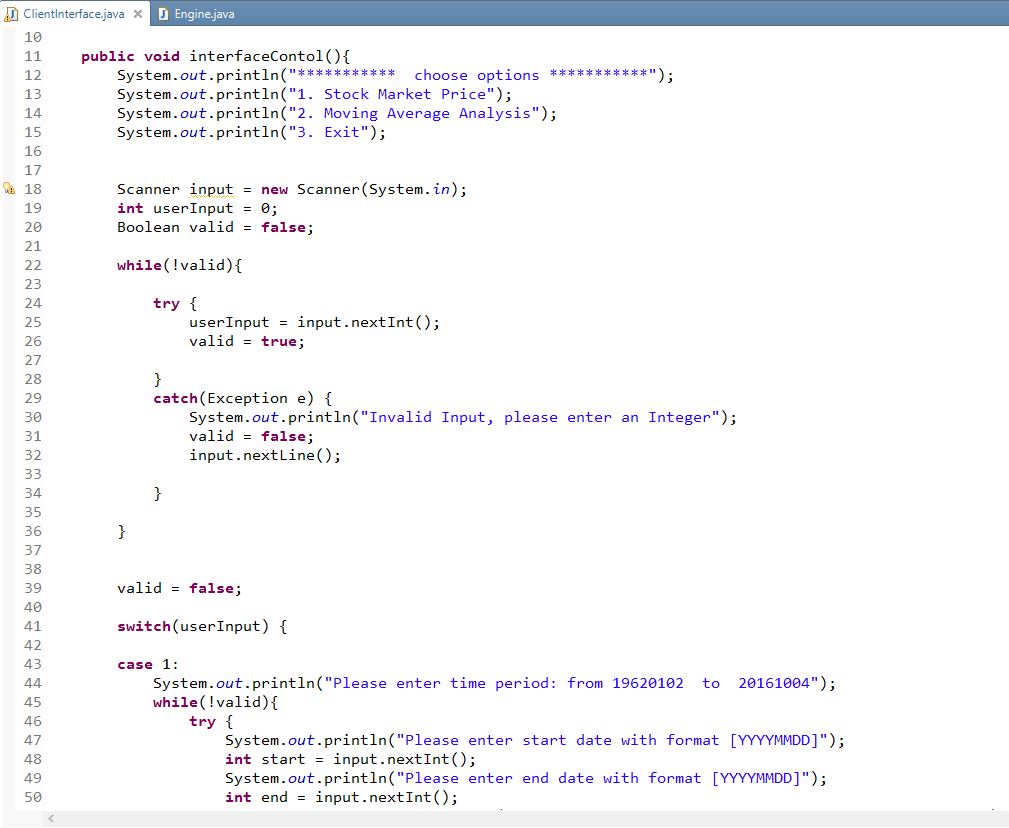 ClientInterface.java Engine.java
10
11 public void interfaceContol(){
12 System.out.println("***********  choose options ***********");
13 System.out.println("1. Stock Market Price");
14 System.out.println("2. Moving Average Analysis");
15 System.out.println("3. Exit");
16
17
18 Scanner input = new Scanner(System.in);
19 int userInput = 0;
20 Boolean valid = false;
21
22 while(!valid){
23
24 try {
25 userInput = input.nextInt();
26 valid = true;
27
28 }
29 catch(Exception e) {
30 System.out.println("Invalid Input, please enter an Integer");
31 valid = false;
32 input.nextLine();
33
34 }
35
36 }
37
38
39 valid = false;
40
41 switch(userInput) {
42
43 case 1:
44 System.out.println("Please enter time period: from 19620102  to  20161004");
45 while(!valid){
46 try {
47 System.out.println("Please enter start date with format [YYYYMMDD]");
48 int start = input.nextInt();
49 System.out.println("Please enter end date with format [YYYYMMDD]");
50 int end = input.nextInt();